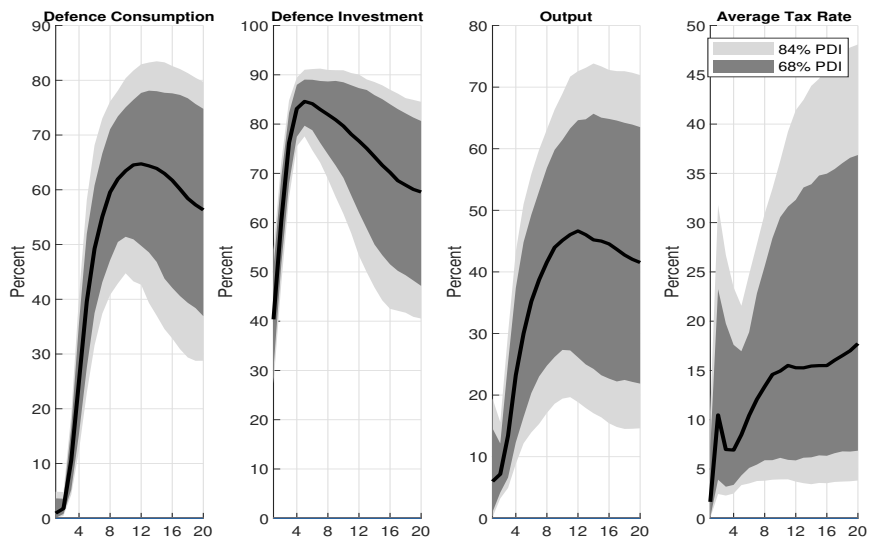 Defence Consumption
90
80
70
60
50
40
30
20
10
0
Percent
4 8 12 16 20
Defence Investment
100
90
80
70
60
50
40
30
20
10
0
Percent
4 8 12 16 20
Output
80
70
60
50
40
30
20
10
0
Percent
4 8 12 16 20
Average Tax Rate
50
45
40
35
30
25
20
15
10
5
0
Percent
4 8 12 16 20
84% PDI
68% PDI